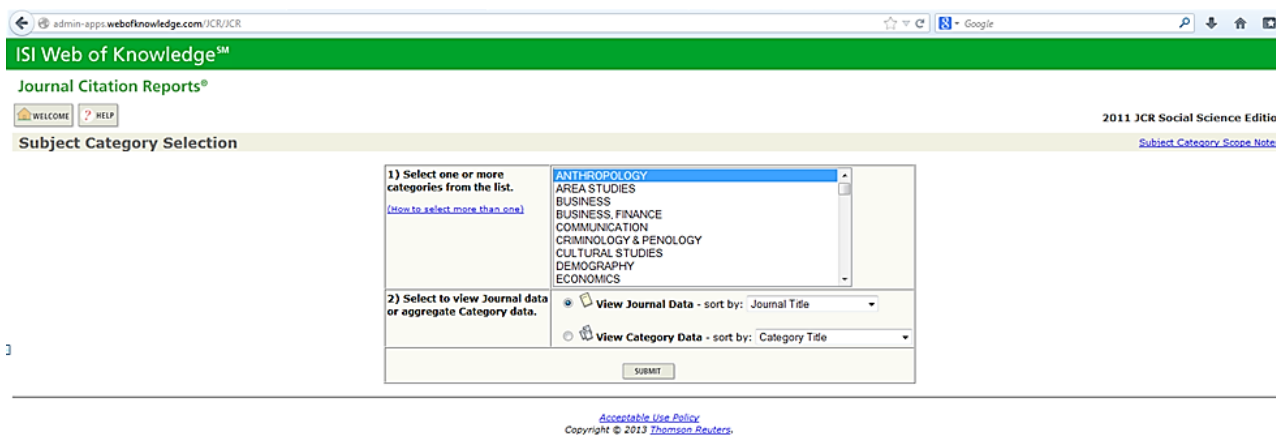 admin-apps.webofknowledge.com/JCR/JCR
Google
ISI Web of Knowledge℠
Journal Citation Reports®
WELCOME ? HELP
2011 JCR Social Science Editio
Subject Category Selection
Subject Category Scope Note
1) Select one or more
categories from the list.
(How to select more than one)
ANTHROPOLOGY
AREA STUDIES
BUSINESS
BUSINESS, FINANCE
COMMUNICATION
CRIMINOLOGY & PENOLOGY
CULTURAL STUDIES
DEMOGRAPHY
ECONOMICS
2) Select to view Journal data
or aggregate Category data.
View Journal Data - sort by: Journal Title
View Category Data - sort by: Category Title
SUBMIT
Acceptable Use Policy
Copyright © 2013 Thomson Reuters.